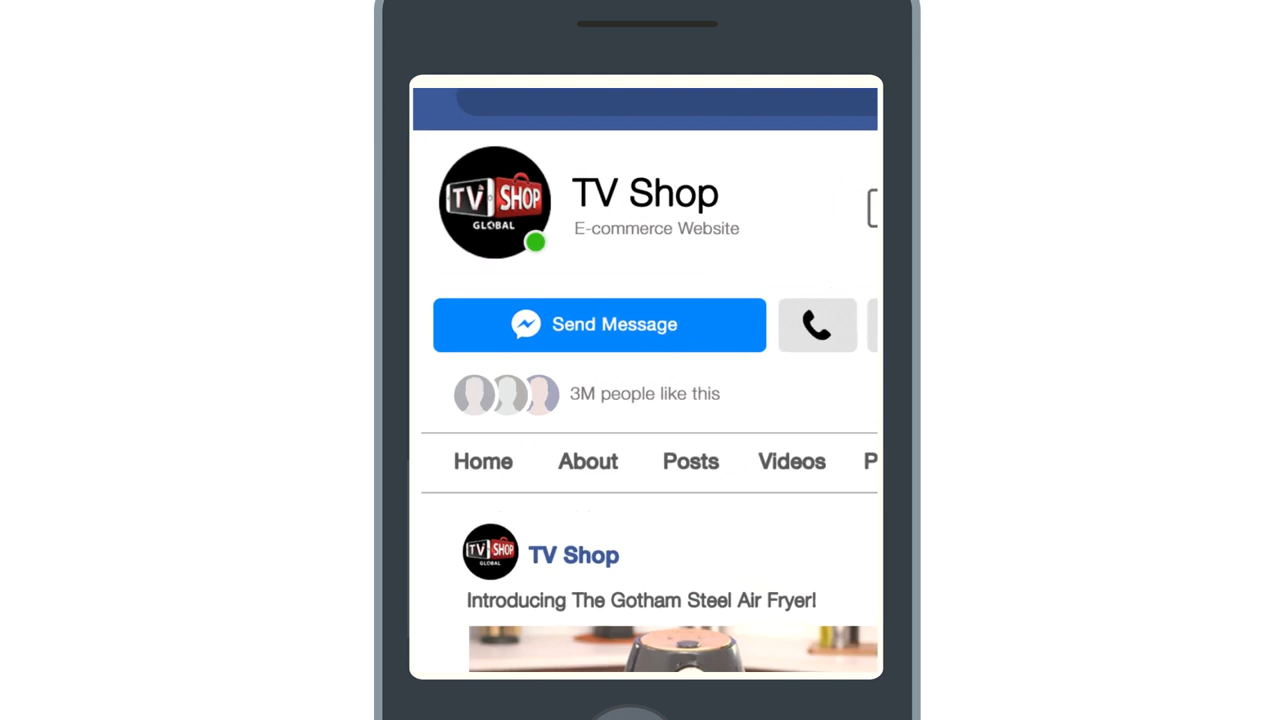 TV SHOP
GLOBAL
TV Shop
E-commerce Website
Send Message
3M people like this
Home About Posts Videos P
TV SHOP
GLOBAL
TV Shop
Introducing The Gotham Steel Air Fryer!